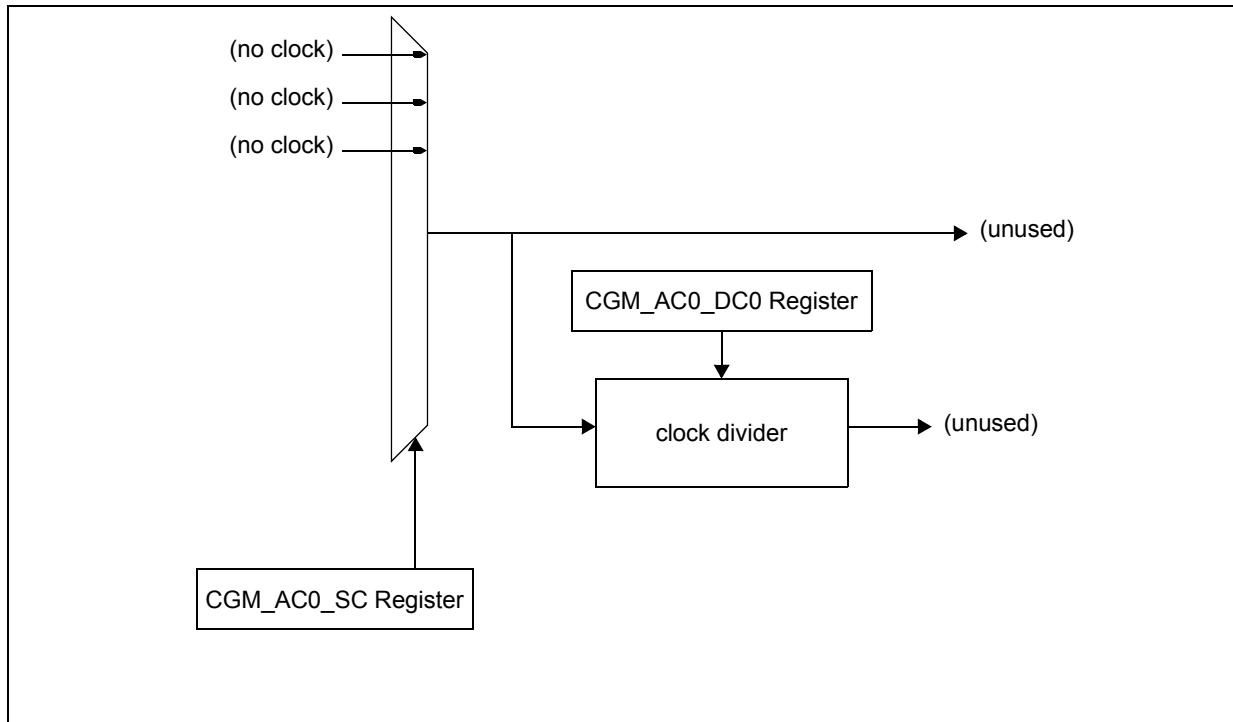 (no clock)
(no clock)
(no clock)
(unused)
CGM_AC0_DC0 Register
clock divider
(unused)
CGM_AC0_SC Register